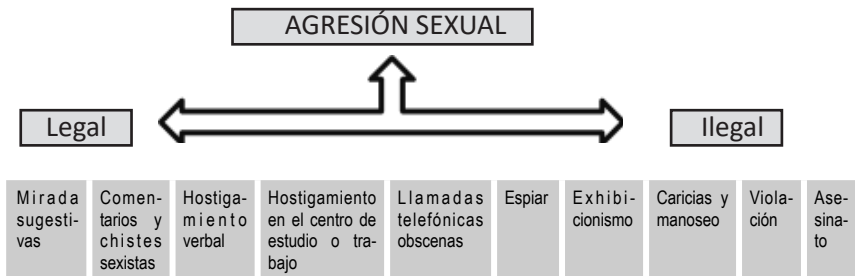 AGRESIÓN SEXUAL
Legal
Ilegal
Mirada
sugesti-
vas
Comen-
tarios y
chistes
sexistas
Hostiga-
miento
verbal
Hostigamiento
en el centro de
estudio o tra-
bajo
Llamadas
telefónicas
obscenas
Espiar
Exhibi-
cionismo
Caricias y
manoseo
Viola-
ción
Ase-
sina-
to